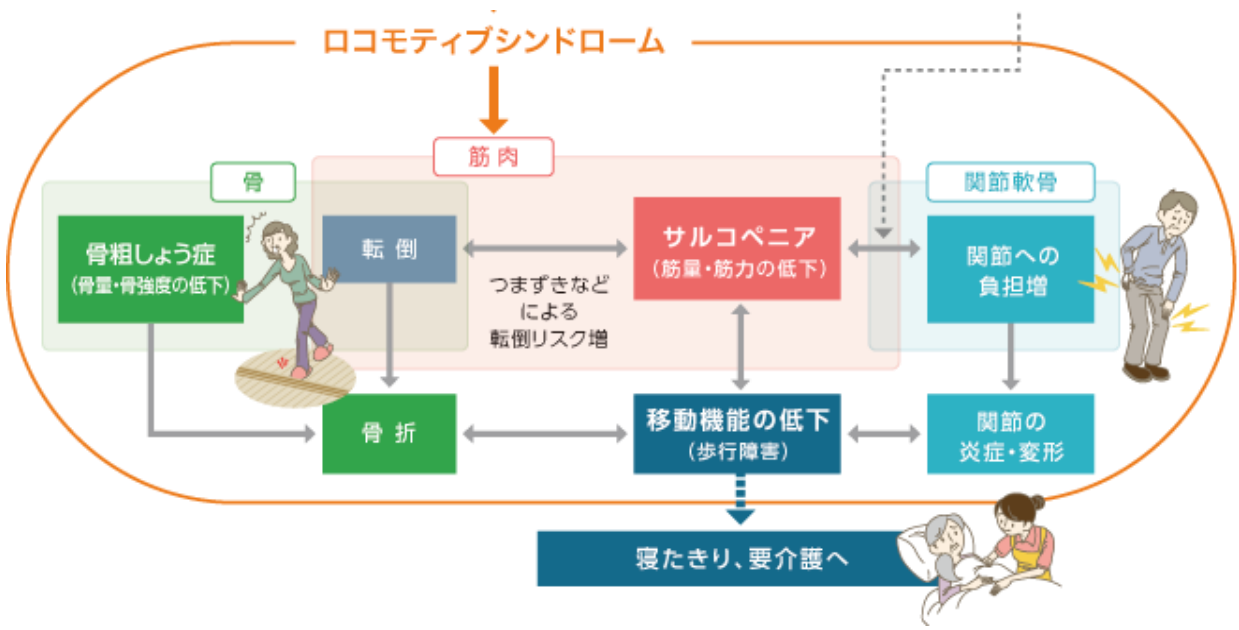 ロコモティブシンドローム
筋肉
骨
関節軟骨
骨粗しょう症
(骨量・骨強度の低下)
転倒
つまずきなど
による
転倒リスク増
サルコペニア
(筋量・筋力の低下)
関節への
負担増
骨折
移動機能の低下
(歩行障害)
関節の
炎症・変形
寝たきり、要介護へ